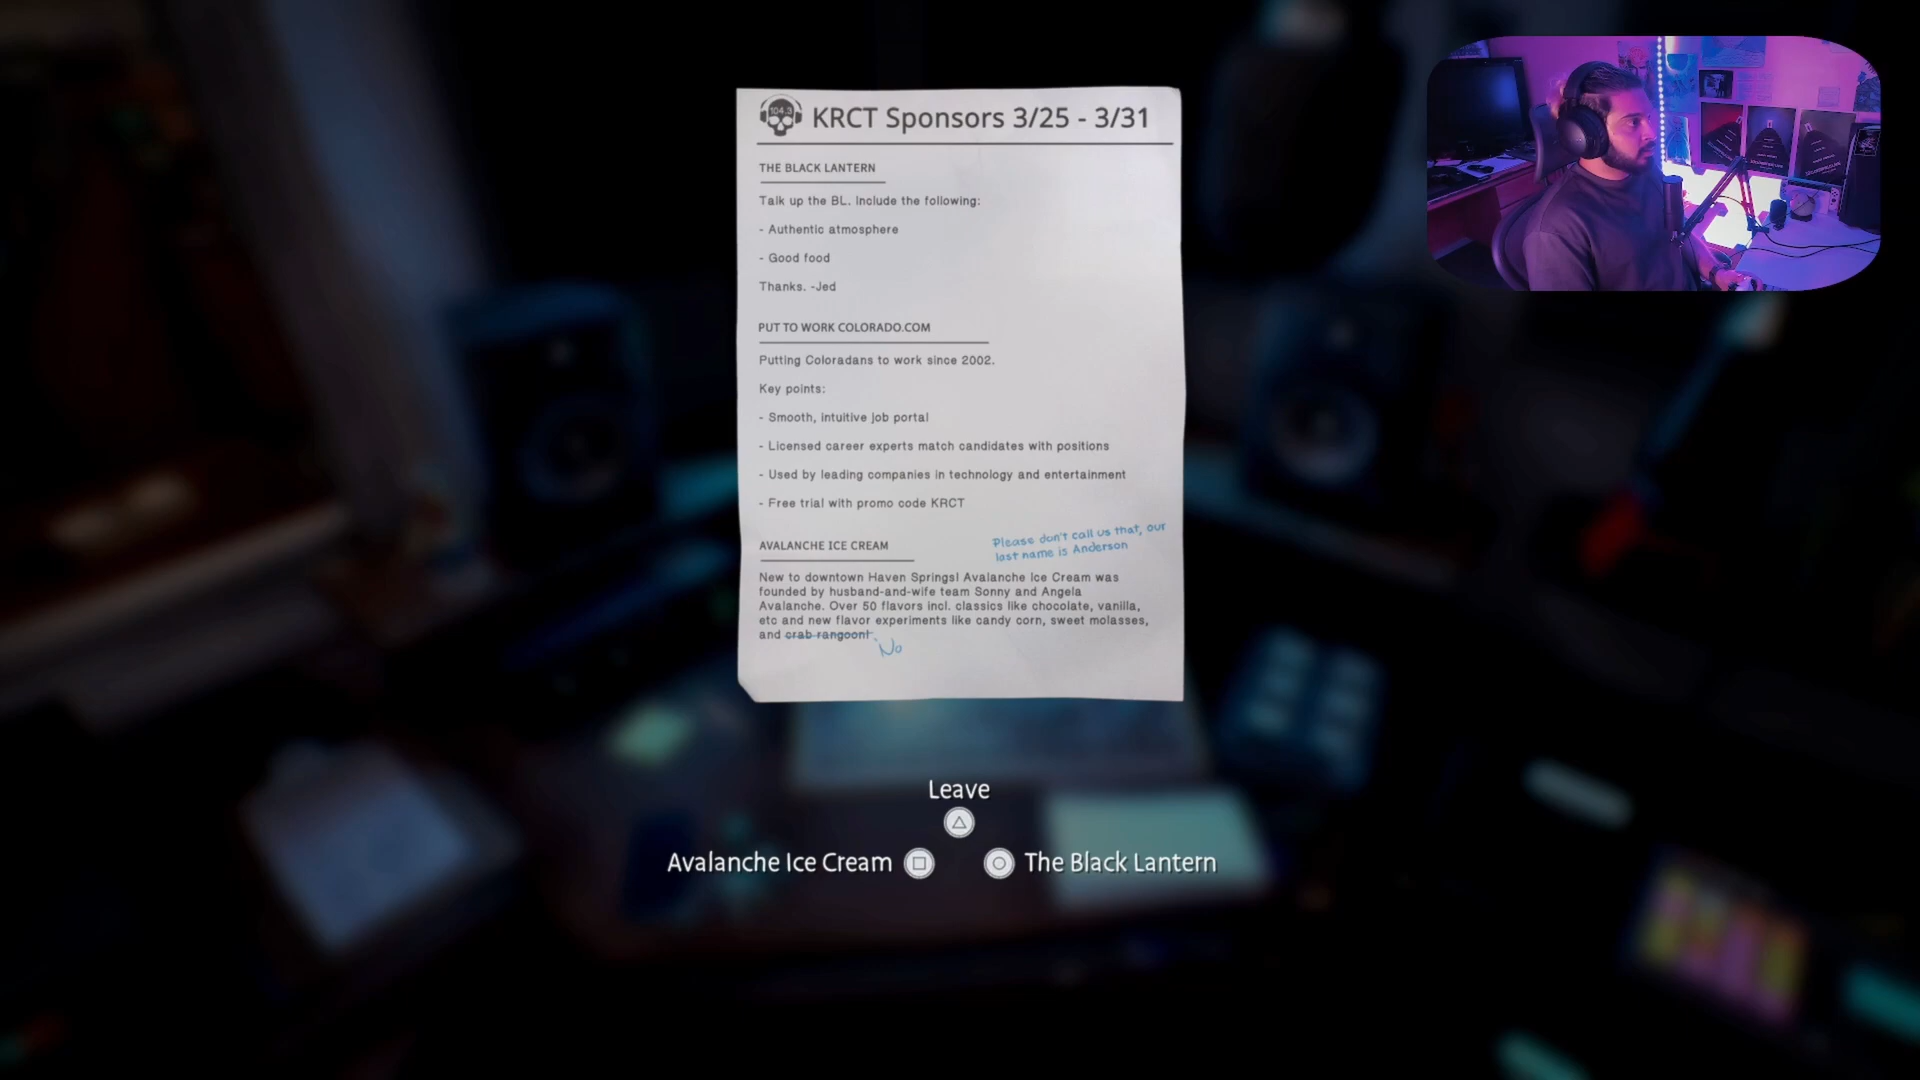 104.3
KRCT Sponsors 3/25 - 3/31
THE BLACK LANTERN
Talk up the BL. Include the following:
- Authentic atmosphere
- Good food
Thanks. -Jed
PUT TO WORK COLORADO.COM
Putting Coloradans to work since 2002.
Key points:
- Smooth, intuitive job portal
- Licensed career experts match candidates with positions
- Used by leading companies in technology and entertainment
- Free trial with promo code KRCT
Please don't call us that, our
last name is Anderson
AVALANCHE ICE CREAM
New to downtown Haven Springs! Avalanche Ice Cream was
founded by husband-and-wife team Sonny and Angela
Avalanche. Over 50 flavors incl. classics like chocolate, vanilla,
etc and new flavor experiments like candy corn, sweet molasses,
and crab rangoon!
No
Leave
Avalanche Ice Cream
The Black Lantern